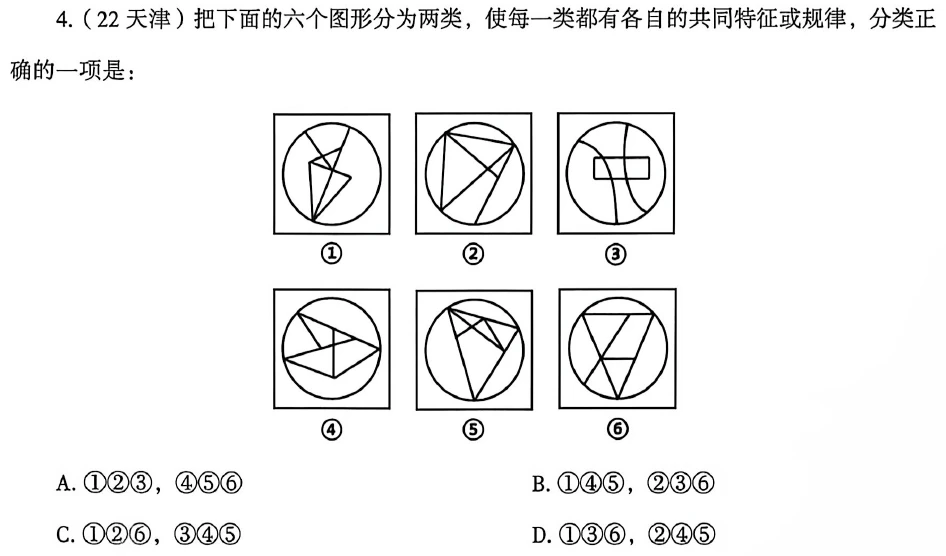 4.(22 天津)把下面的六个图形分为两类，使每一类都有各自的共同特征或规律，分类正
确的一项是：
① ② ③
④ ⑤ ⑥
A. ①②③，④⑤⑥ B. ①④⑤，②③⑥
C. ①②⑥，③④⑤ D. ①③⑥，②④⑤